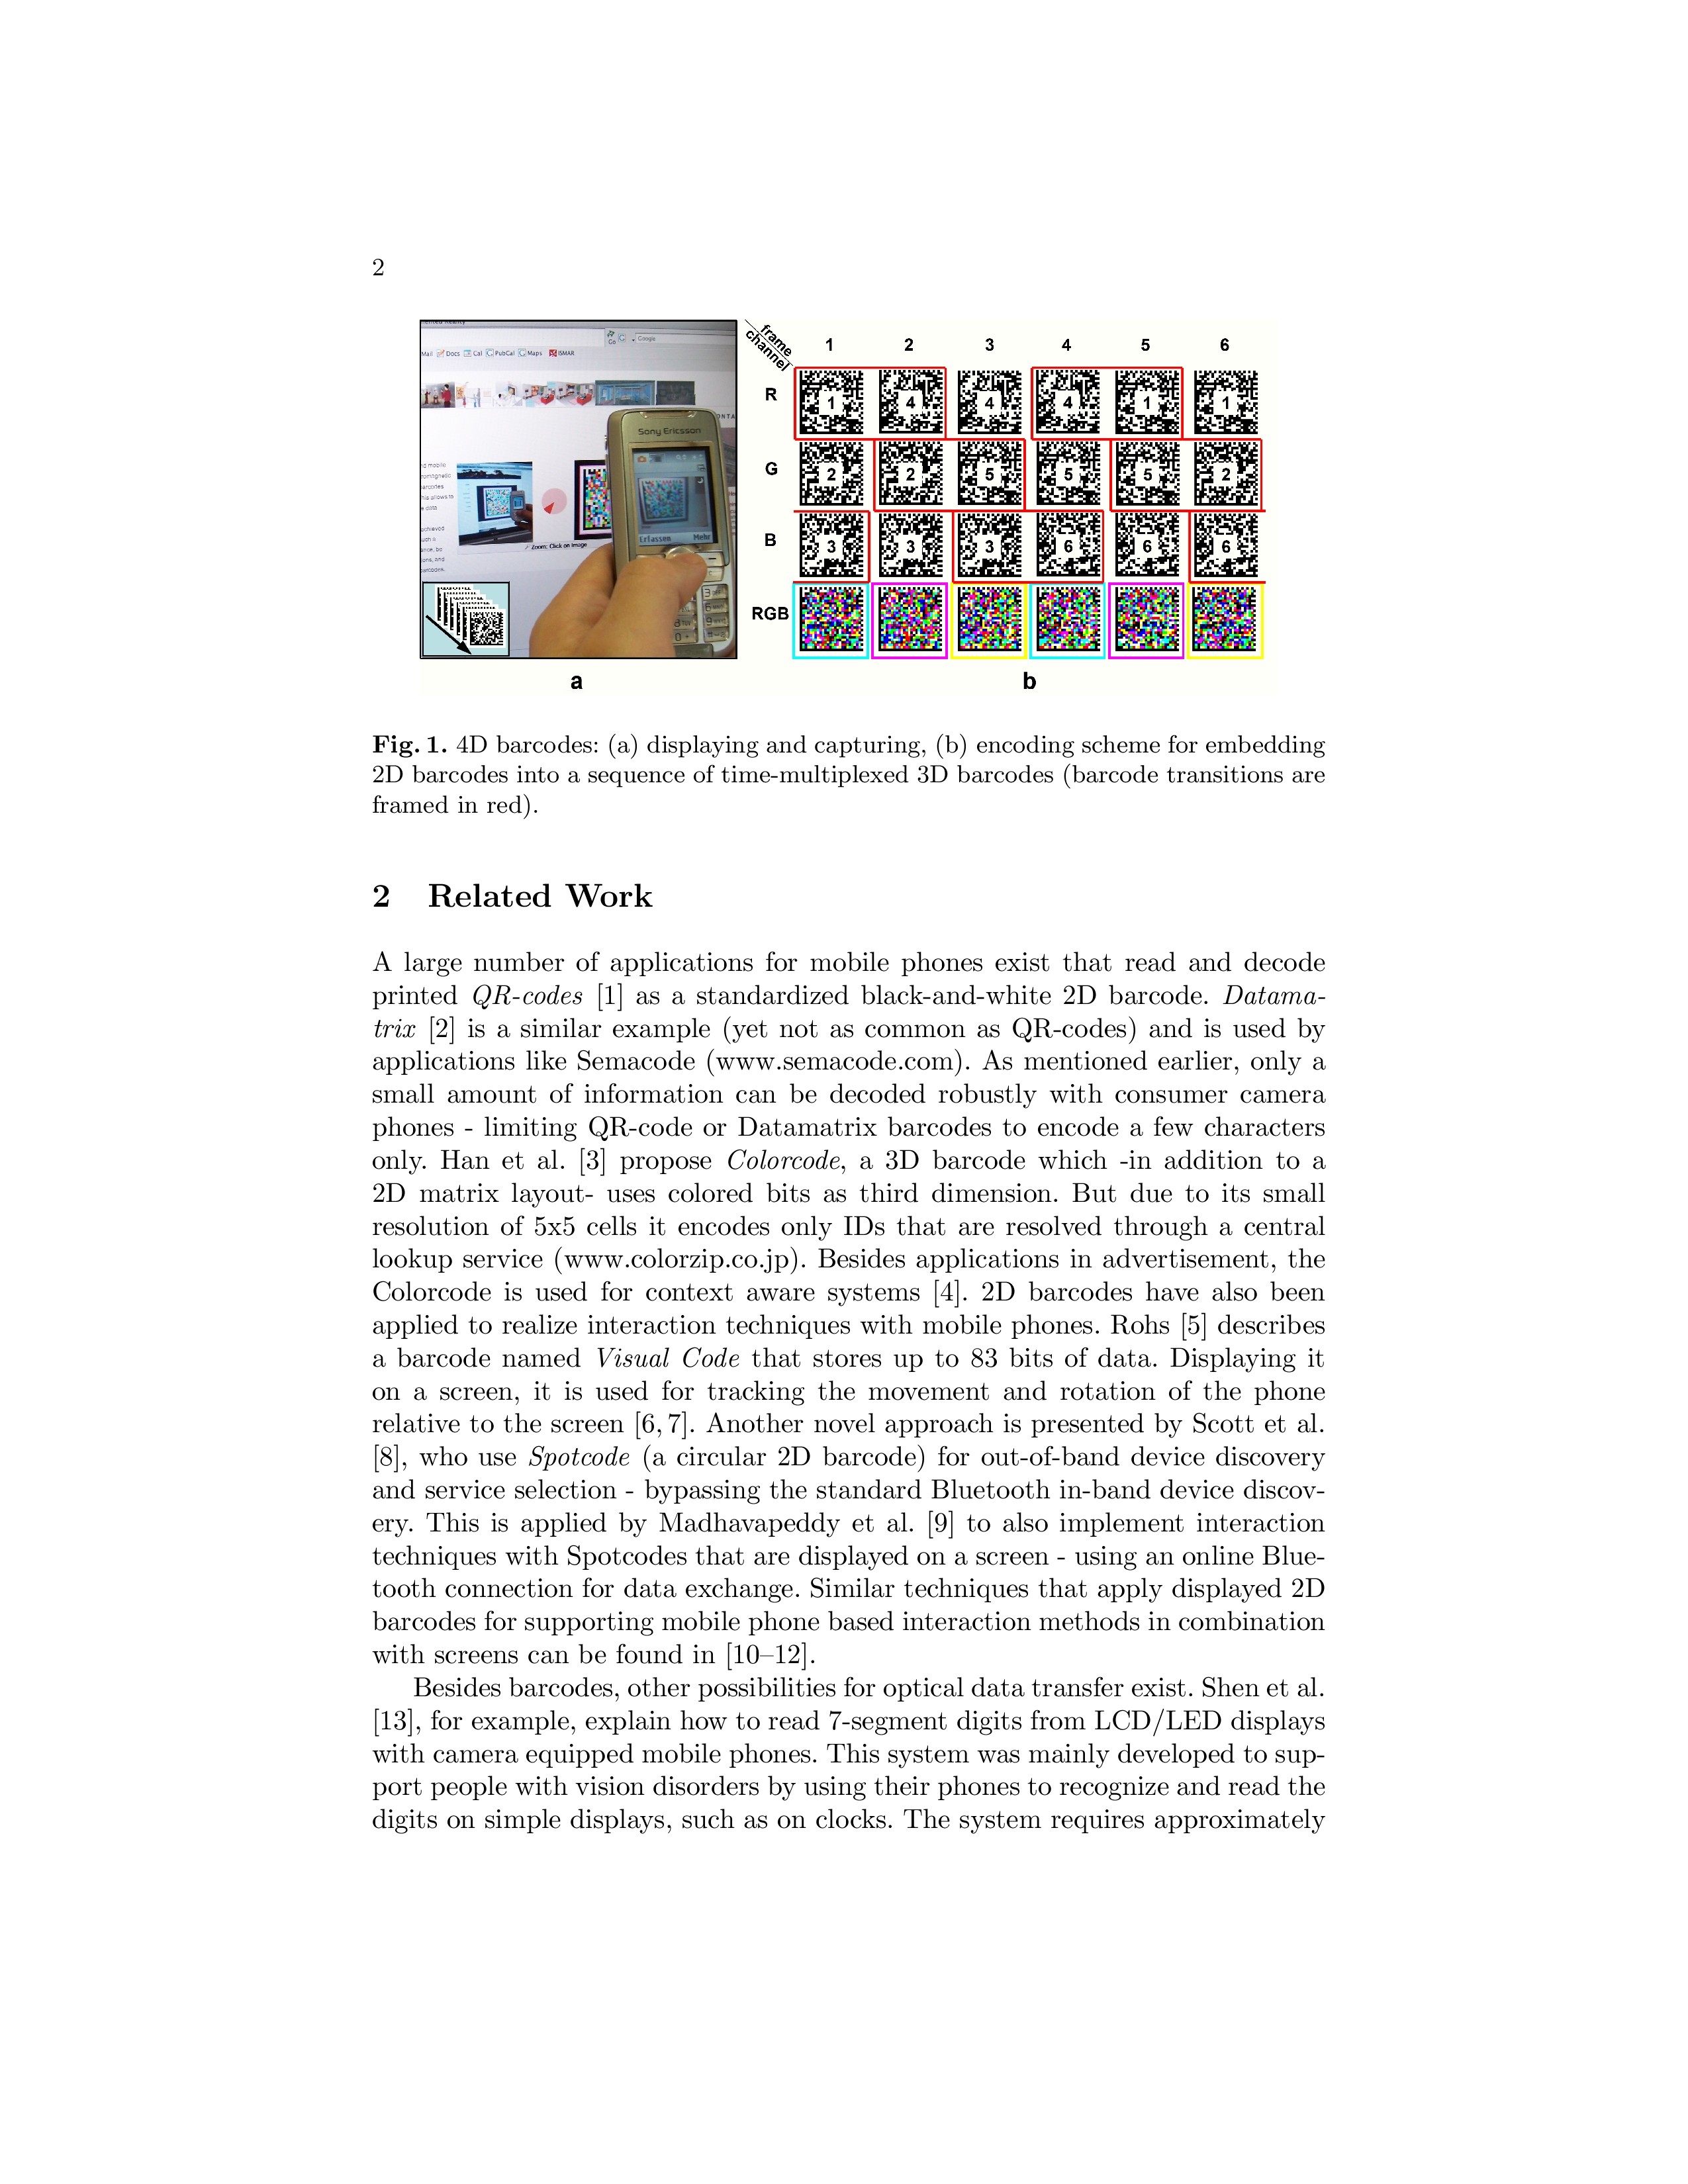 2
Mail Docs Cal PubCal Maps ISMAR
Go Google
Sony Ericsson
Zoom: Click on Image
Erfassen Mehr
a
frame
channel
1 2 3 4 5 6
R 1 4 4 4 1 1
G 2 2 5 5 5 2
B 3 3 3 6 6 6
RGB
b
Fig. 1. 4D barcodes: (a) displaying and capturing, (b) encoding scheme for embedding
2D barcodes into a sequence of time-multiplexed 3D barcodes (barcode transitions are
framed in red).
2 Related Work
A large number of applications for mobile phones exist that read and decode
printed QR-codes [1] as a standardized black-and-white 2D barcode. Datama-
trix [2] is a similar example (yet not as common as QR-codes) and is used by
applications like Semacode (www.semacode.com). As mentioned earlier, only a
small amount of information can be decoded robustly with consumer camera
phones - limiting QR-code or Datamatrix barcodes to encode a few characters
only. Han et al. [3] propose Colorcode, a 3D barcode which -in addition to a
2D matrix layout- uses colored bits as third dimension. But due to its small
resolution of 5x5 cells it encodes only IDs that are resolved through a central
lookup service (www.colorzip.co.jp). Besides applications in advertisement, the
Colorcode is used for context aware systems [4]. 2D barcodes have also been
applied to realize interaction techniques with mobile phones. Rohs [5] describes
a barcode named Visual Code that stores up to 83 bits of data. Displaying it
on a screen, it is used for tracking the movement and rotation of the phone
relative to the screen [6, 7]. Another novel approach is presented by Scott et al.
[8], who use Spotcode (a circular 2D barcode) for out-of-band device discovery
and service selection - bypassing the standard Bluetooth in-band device discov-
ery. This is applied by Madhavapeddy et al. [9] to also implement interaction
techniques with Spotcodes that are displayed on a screen - using an online Blue-
tooth connection for data exchange. Similar techniques that apply displayed 2D
barcodes for supporting mobile phone based interaction methods in combination
with screens can be found in [10–12].
Besides barcodes, other possibilities for optical data transfer exist. Shen et al.
[13], for example, explain how to read 7-segment digits from LCD/LED displays
with camera equipped mobile phones. This system was mainly developed to sup-
port people with vision disorders by using their phones to recognize and read the
digits on simple displays, such as on clocks. The system requires approximately